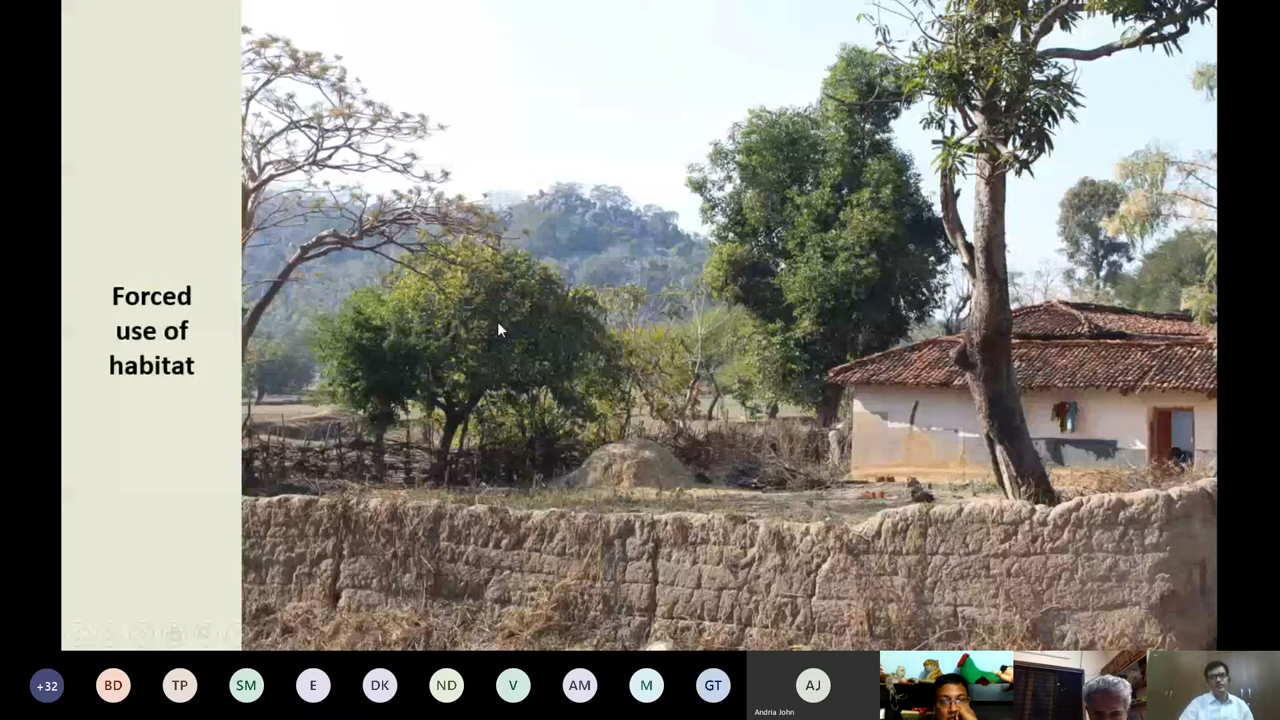 Forced
use of
habitat
+32
BD
TP
SM
E
DK
ND
V
AM
M
GT
AJ
Andria John